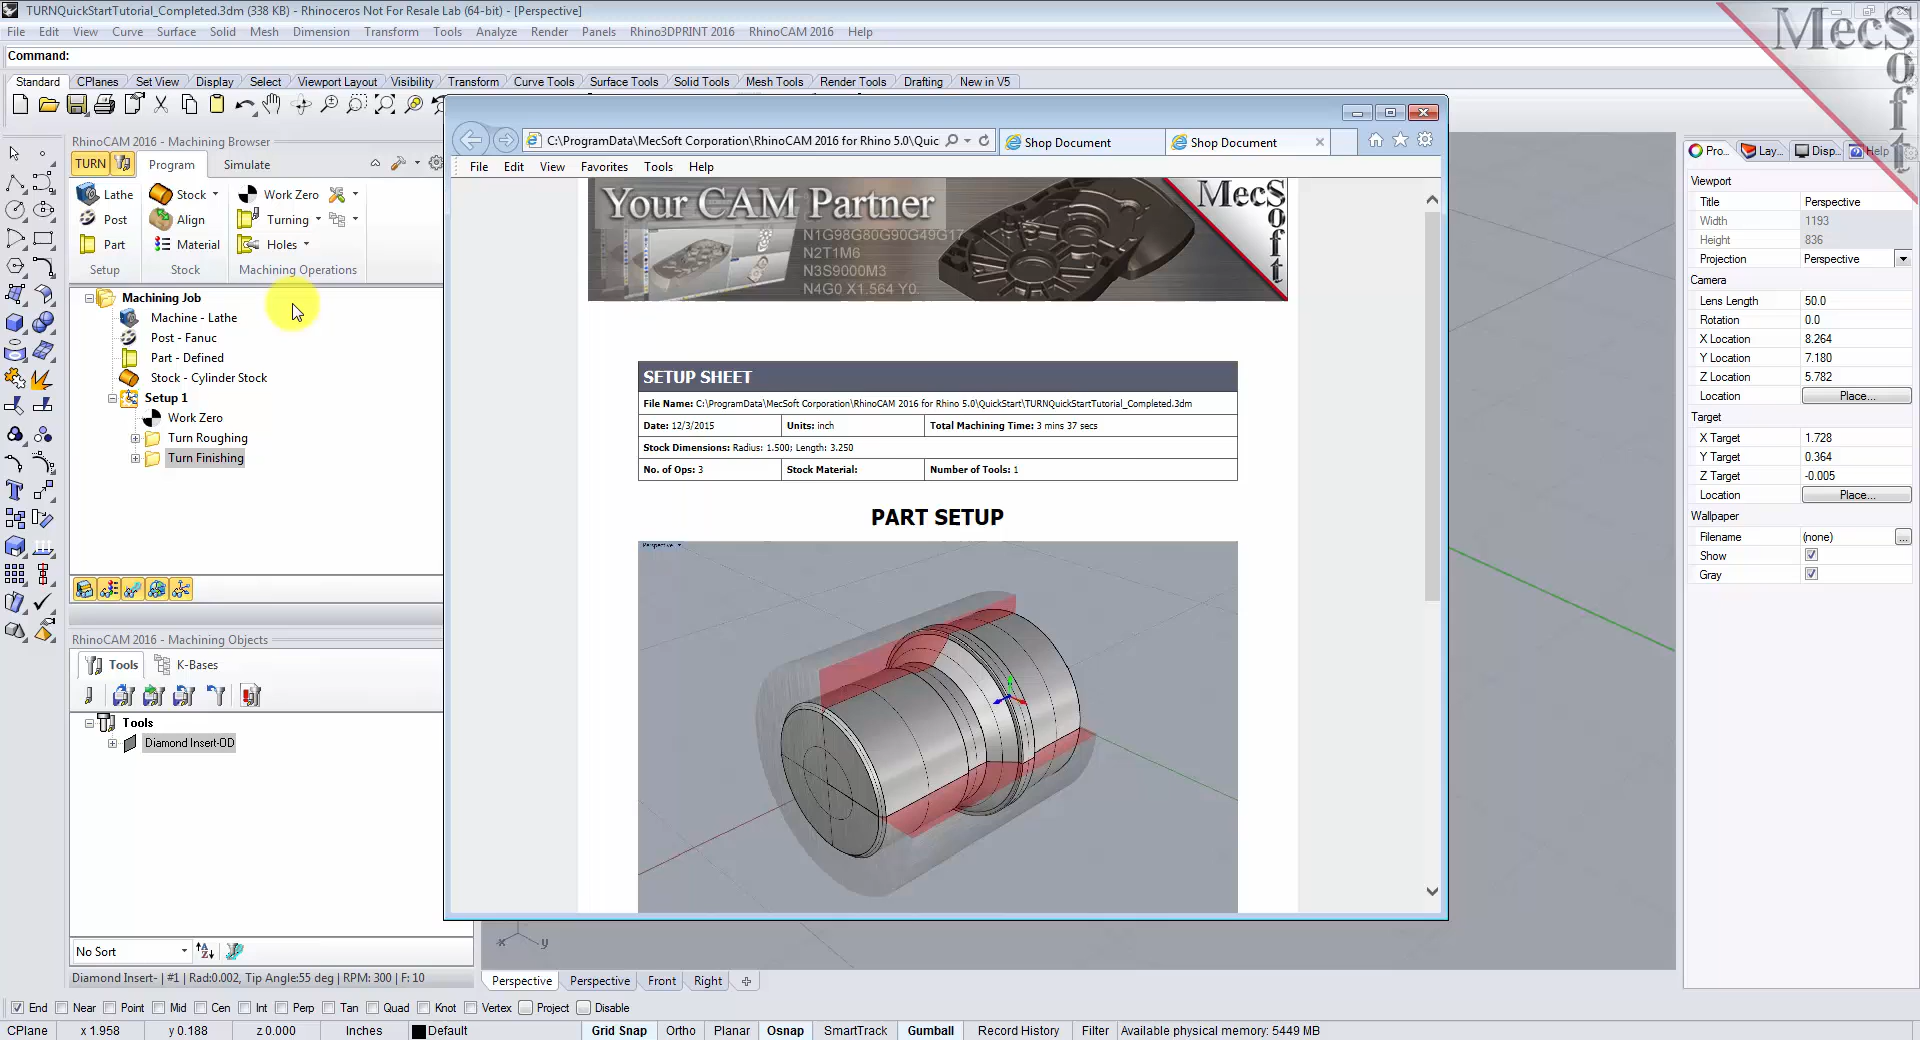 TURNQuickStartTutorial_Completed.3dm (338 KB) - Rhinoceros Not For Resale Lab (64-bit) - [Perspective]
File Edit View Curve Surface Solid Mesh Dimension Transform Tools Analyze Render Panels Rhino3DPRINT 2016 RhinoCAM 2016 Help
Command:
Standard CPlanes Set View Display Select Viewport Layout Visibility Transform Curve Tools Surface Tools Solid Tools Mesh Tools Render Tools Drafting New in V5
MecSoft
RhinoCAM 2016 - Machining Browser
TURN Program Simulate
Lathe Stock Work Zero
Post Align Turning
Part Material Holes
Setup Stock Machining Operations
Machining Job
Machine - Lathe
Post - Fanuc
Part - Defined
Stock - Cylinder Stock
Setup 1
Work Zero
Turn Roughing
Turn Finishing
RhinoCAM 2016 - Machining Objects
Tools K-Bases
Tools
Diamond Insert-OD
No Sort
Diamond Insert- | #1 | Rad:0.002, Tip Angle:55 deg | RPM: 300 | F: 10
C:\ProgramData\MecSoft Corporation\RhinoCAM 2016 for Rhino 5.0\Quic
Shop Document
Shop Document
File Edit View Favorites Tools Help
Your CAM Partner
N1G98G80G90G49G17
N2T1M6
N3S9000M3
N4G0 X1.564 Y0.
MecSoft
SETUP SHEET
File Name: C:\ProgramData\MecSoft Corporation\RhinoCAM 2016 for Rhino 5.0\QuickStart\TURNQuickStartTutorial_Completed.3dm
Date: 12/3/2015 Units: inch Total Machining Time: 3 mins 37 secs
Stock Dimensions: Radius: 1.500; Length: 3.250
No. of Ops: 3 Stock Material: Number of Tools: 1
PART SETUP
Perspective
x y
Perspective Perspective Front Right
Pro... Lay... Disp... Help
Viewport
Title Perspective
Width 1193
Height 836
Projection Perspective
Camera
Lens Length 50.0
Rotation 0.0
X Location 8.264
Y Location 7.180
Z Location 5.782
Location Place...
Target
X Target 1.728
Y Target 0.364
Z Target -0.005
Location Place...
Wallpaper
Filename (none) ...
Show
Gray
End Near Point Mid Cen Int Perp Tan Quad Knot Vertex Project Disable
CPlane x 1.958 y 0.188 z 0.000 Inches Default Grid Snap Ortho Planar Osnap SmartTrack Gumball Record History Filter Available physical memory: 5449 MB